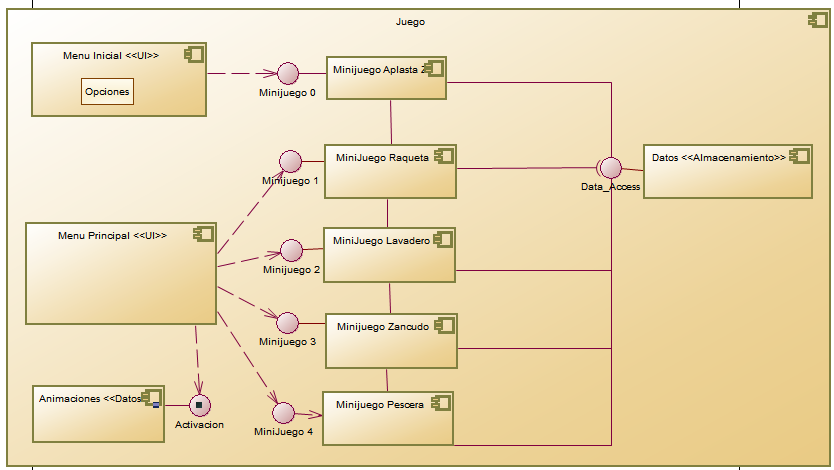 Juego
Menu Inicial <<UI>>
Opciones
Minijuego 0
Minijuego Aplasta
MiniJuego Raqueta
Minijuego 1
Datos <<Almacenamiento>>
Data_Access
Menu Principal <<UI>>
MiniJuego Lavadero
Minijuego 2
Minijuego Zancudo
Minijuego 3
Animaciones <<Datos
Activacion
Minijuego Pescera
MiniJuego 4